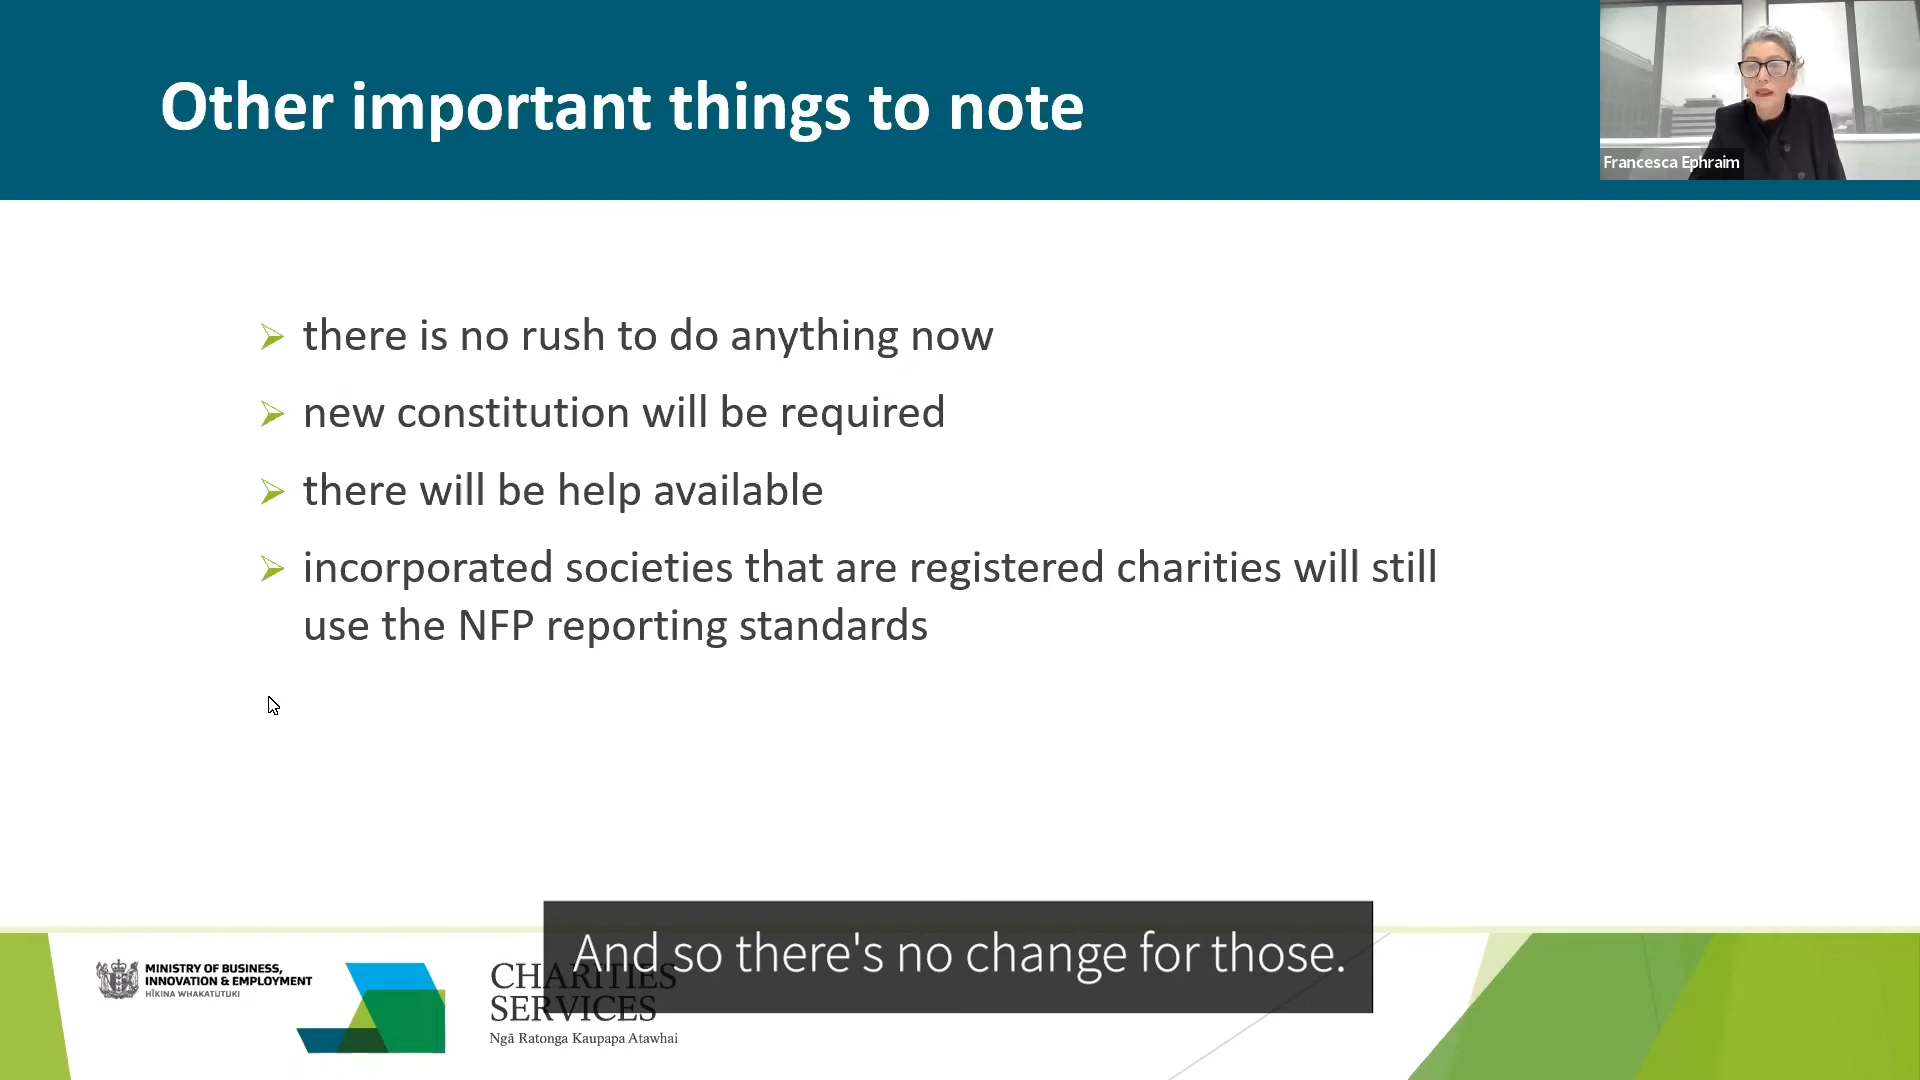 Other important things to note
Francesca Ephraim
there is no rush to do anything now
new constitution will be required
there will be help available
incorporated societies that are registered charities will still
use the NFP reporting standards
And so there's no change for those.
MINISTRY OF BUSINESS,
INNOVATION & EMPLOYMENT
HĪKINA WHAKATUTUKI
CHARITIES
SERVICES
Ngā Ratonga Kaupapa Atawhai